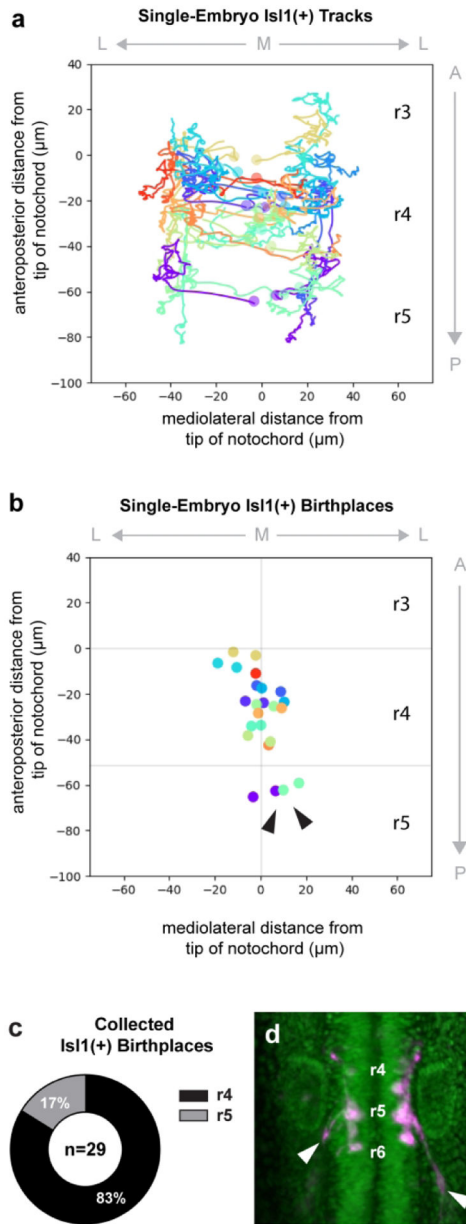 a
Single-Embryo Isl1(+) Tracks
L M L
anteroposterior distance from
tip of notochord (μm)
40
20
0
−20
−40
−60
−80
−100
r3
r4
r5
A
P
−60 −40 −20 0 20 40 60
mediolateral distance from
tip of notochord (μm)
b
Single-Embryo Isl1(+) Birthplaces
L M L
anteroposterior distance from
tip of notochord (μm)
40
20
0
−20
−40
−60
−80
−100
r3
r4
r5
A
P
−60 −40 −20 0 20 40 60
mediolateral distance from
tip of notochord (μm)
c
Collected
Isl1(+) Birthplaces
17%
n=29
83%
r4
r5
d
r4
r5
r6